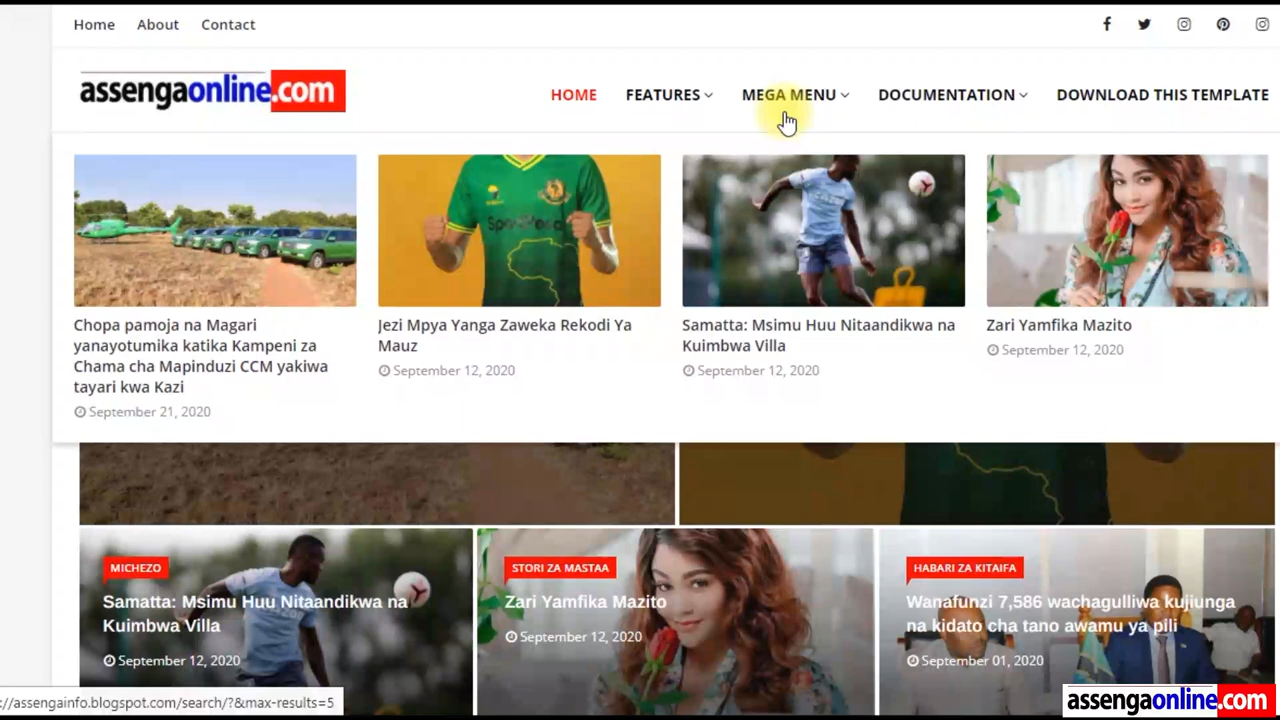 Home About Contact
assengaonline.com
HOME FEATURES MEGA MENU DOCUMENTATION DOWNLOAD THIS TEMPLATE
Chopa pamoja na Magari
yanayotumika katika Kampeni za
Chama cha Mapinduzi CCM yakiwa
tayari kwa Kazi
September 21, 2020
Jezi Mpya Yanga Zaweka Rekodi Ya
Mauz
September 12, 2020
Samatta: Msimu Huu Nitaandikwa na
Kuimbwa Villa
September 12, 2020
Zari Yamfika Mazito
September 12, 2020
MICHEZO
Samatta: Msimu Huu Nitaandikwa na
Kuimbwa Villa
September 12, 2020
STORI ZA MASTAA
Zari Yamfika Mazito
September 12, 2020
HABARI ZA KITAIFA
Wanafunzi 7,586 wachagulliwa kujiunga
na kidato cha tano awamu ya pili
September 01, 2020
://assengainfo.blogspot.com/search/?&max-results=5
assengaonline.com